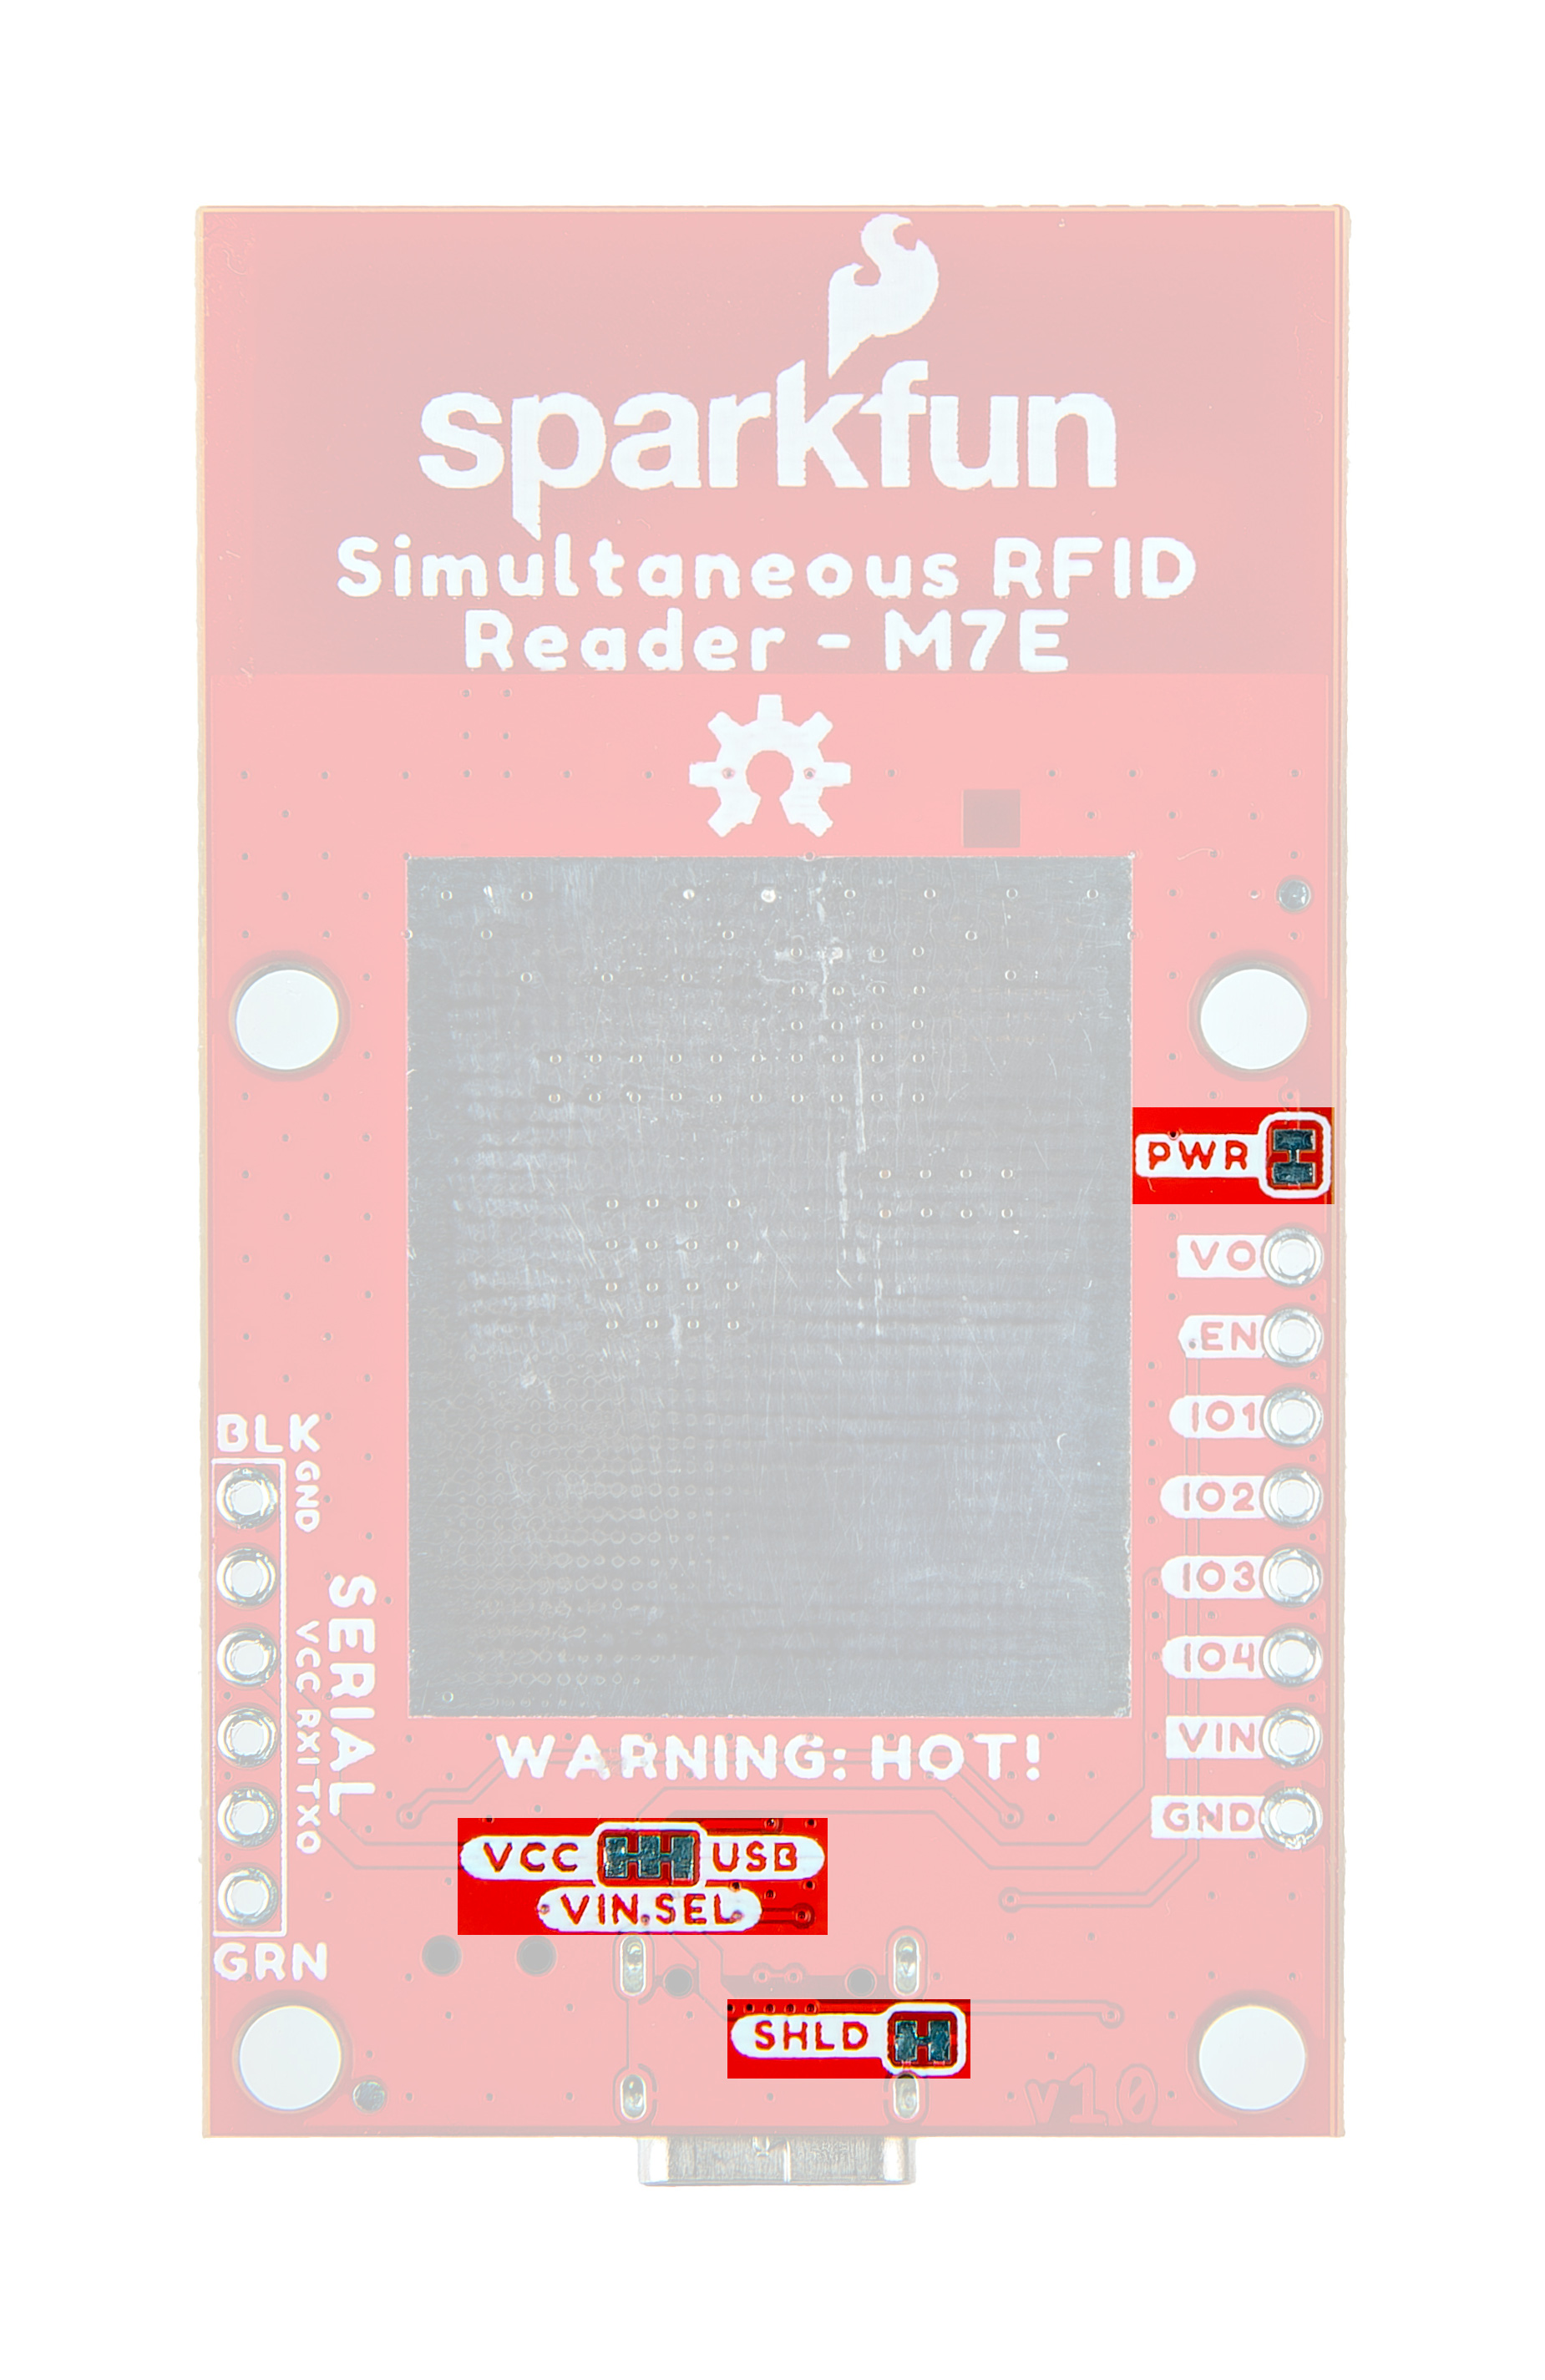 sparkfun
Simultaneous RFID
Reader - M7E
PWR
VO
EN
IO1
IO2
IO3
IO4
VIN
GND
BLK
GND
VCC
RXI
TXO
SERIAL
GRN
WARNING: HOT!
VCC
USB
VIN SEL
SHLD
v10